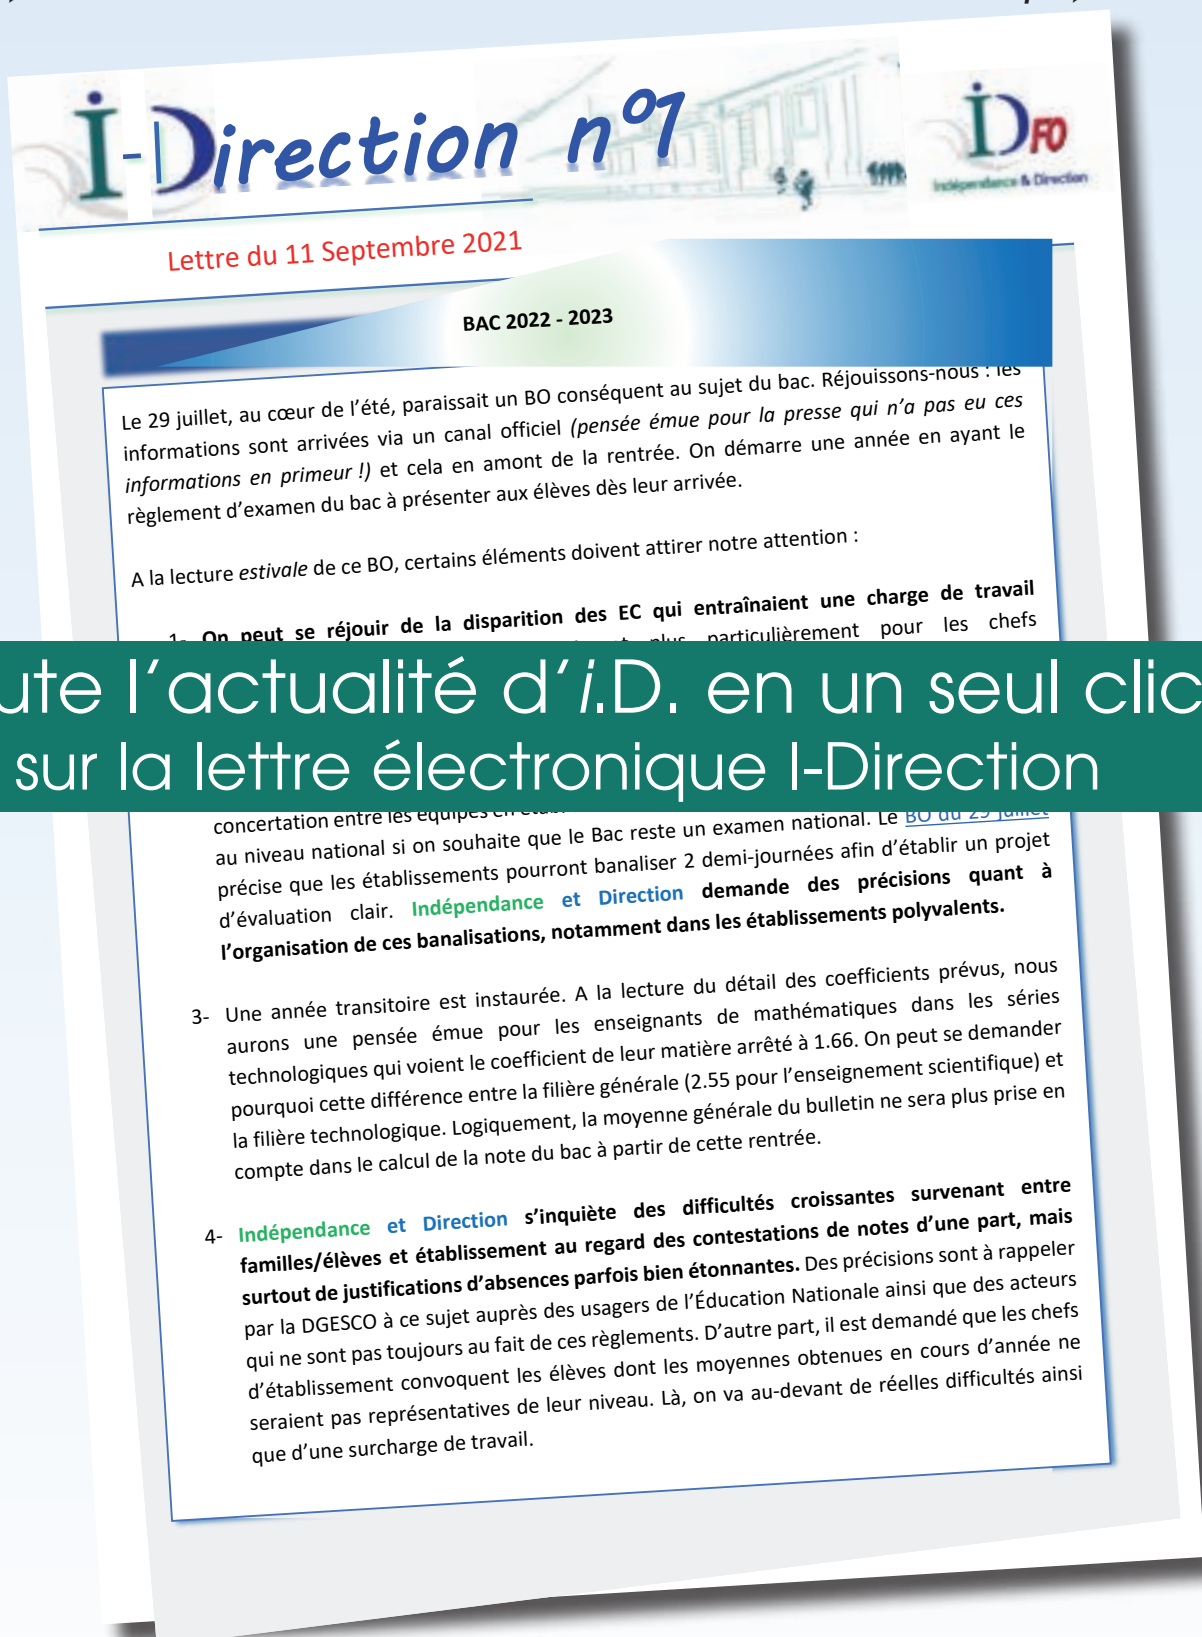 I-Direction n°1
iD FO
Indépendance & Direction
Lettre du 11 Septembre 2021
BAC 2022 - 2023
Le 29 juillet, au cœur de l'été, paraissait un BO conséquent au sujet du bac. Réjouissons-nous : les
informations sont arrivées via un canal officiel (pensée émue pour la presse qui n'a pas eu ces
informations en primeur !) et cela en amont de la rentrée. On démarre une année en ayant le
règlement d'examen du bac à présenter aux élèves dès leur arrivée.
A la lecture estivale de ce BO, certains éléments doivent attirer notre attention :
1- On peut se réjouir de la disparition des EC qui entraînaient une charge de travail
plus particulièrement pour les chefs
ute l'actualité d'i.D. en un seul clic
sur la lettre électronique I-Direction
concertation entre les équipes en
au niveau national si on souhaite que le Bac reste un examen national. Le BO du 29 juillet
précise que les établissements pourront banaliser 2 demi-journées afin d'établir un projet
d'évaluation clair. Indépendance et Direction demande des précisions quant à
l'organisation de ces banalisations, notamment dans les établissements polyvalents.
3- Une année transitoire est instaurée. A la lecture du détail des coefficients prévus, nous
aurons une pensée émue pour les enseignants de mathématiques dans les séries
technologiques qui voient le coefficient de leur matière arrêté à 1.66. On peut se demander
pourquoi cette différence entre la filière générale (2.55 pour l'enseignement scientifique) et
la filière technologique. Logiquement, la moyenne générale du bulletin ne sera plus prise en
compte dans le calcul de la note du bac à partir de cette rentrée.
4- Indépendance et Direction s'inquiète des difficultés croissantes survenant entre
familles/élèves et établissement au regard des contestations de notes d'une part, mais
surtout de justifications d'absences parfois bien étonnantes. Des précisions sont à rappeler
par la DGESCO à ce sujet auprès des usagers de l'Éducation Nationale ainsi que des acteurs
qui ne sont pas toujours au fait de ces règlements. D'autre part, il est demandé que les chefs
d'établissement convoquent les élèves dont les moyennes obtenues en cours d'année ne
seraient pas représentatives de leur niveau. Là, on va au-devant de réelles difficultés ainsi
que d'une surcharge de travail.